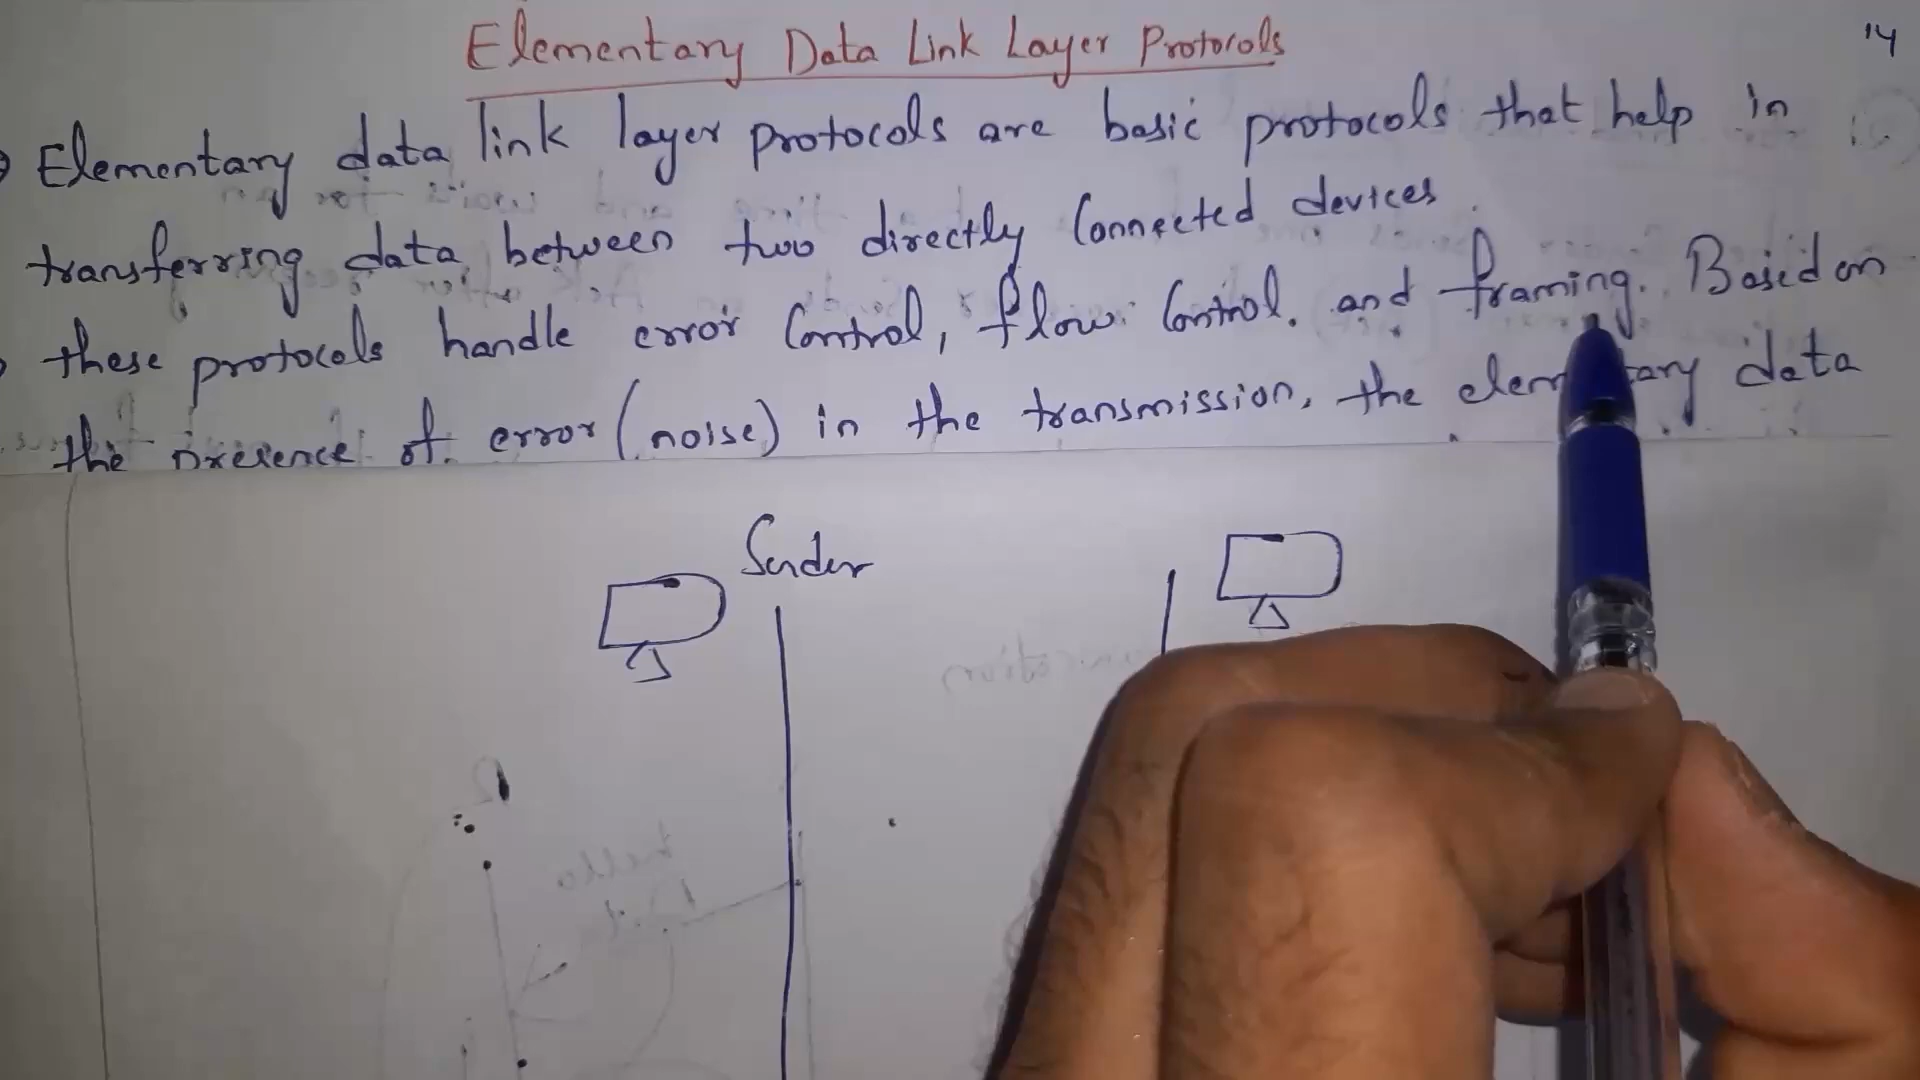 Elementary Data Link Layer Protocols
14
Elementary data link layer protocols are basic protocols that help in
transferring data between two directly Connected devices.
these protocols handle error Control, flow Control. and framing. Based on
the presence of error (noise) in the transmission, the elementary data
Sender